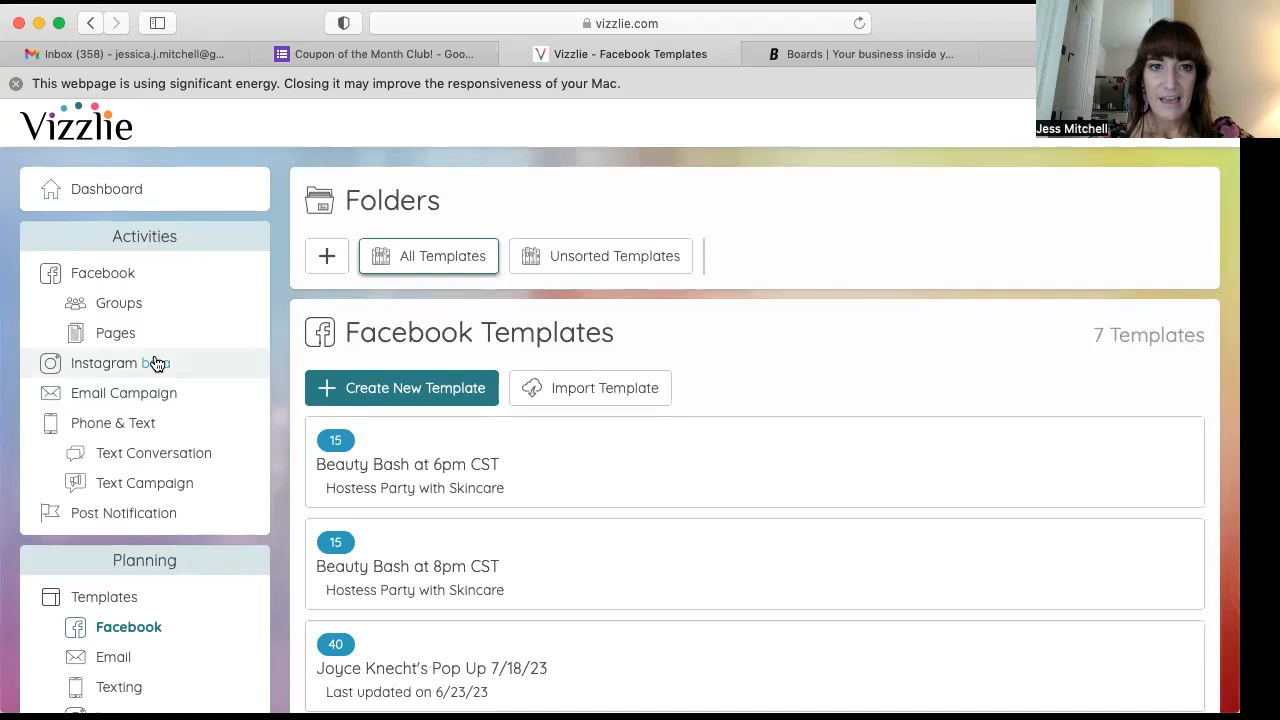 vizzlie.com
Inbox (358) – jessica.j.mitchell@g...
Coupon of the Month Club! - Goo...
Vizzlie - Facebook Templates
Boards | Your business inside y...
This webpage is using significant energy. Closing it may improve the responsiveness of your Mac.
Jess Mitchell
Vizzlie
Dashboard
Activities
Facebook
Groups
Pages
Instagram
Email Campaign
Phone & Text
Text Conversation
Text Campaign
Post Notification
Planning
Templates
Facebook
Email
Texting
Folders
+ All Templates Unsorted Templates
Facebook Templates
7 Templates
+ Create New Template
Import Template
15
Beauty Bash at 6pm CST
Hostess Party with Skincare
15
Beauty Bash at 8pm CST
Hostess Party with Skincare
40
Joyce Knecht's Pop Up 7/18/23
Last updated on 6/23/23